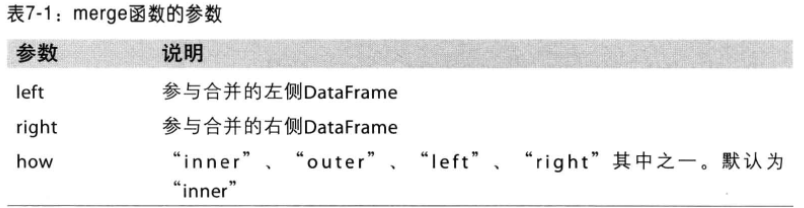 表7-1：merge函数的参数
参数 说明
left 参与合并的左侧DataFrame
right 参与合并的右侧DataFrame
how “inner”、“outer”、“left”、“right”其中之一。默认为
“inner”